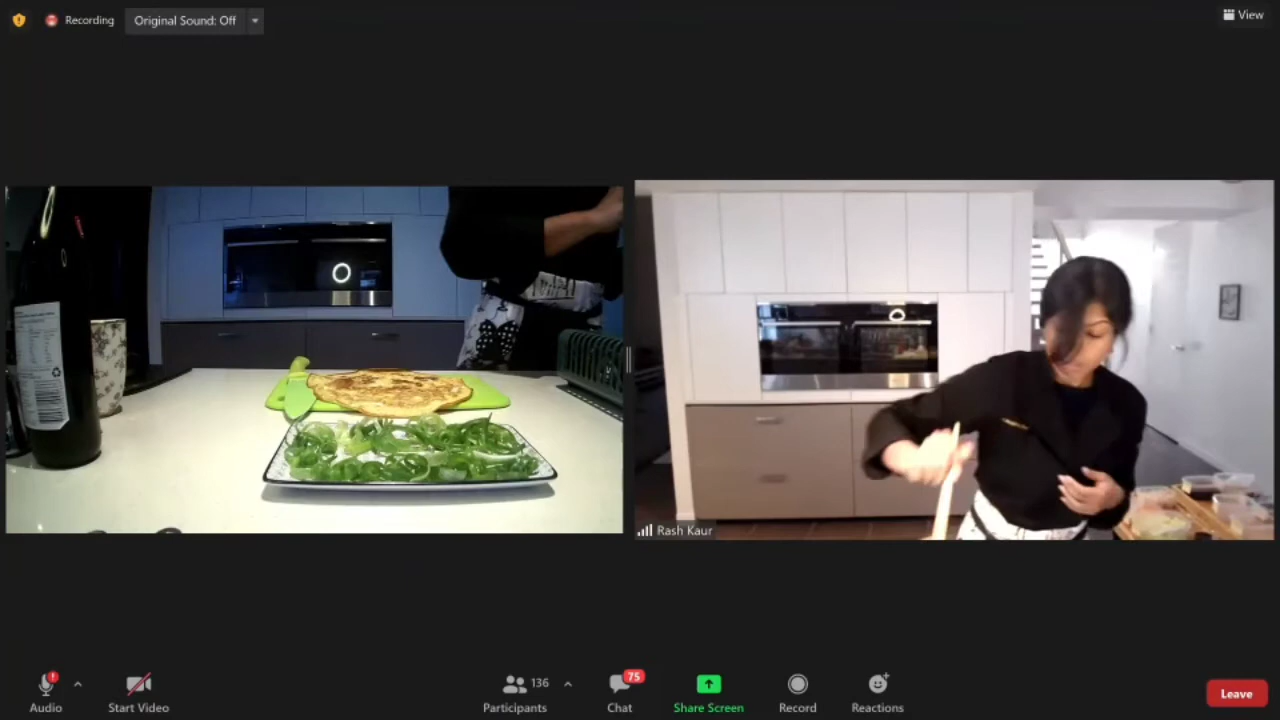 Recording
Original Sound: Off
View
Rash Kaur
Audio
Start Video
136
Participants
75
Chat
Share Screen
Record
Reactions
Leave